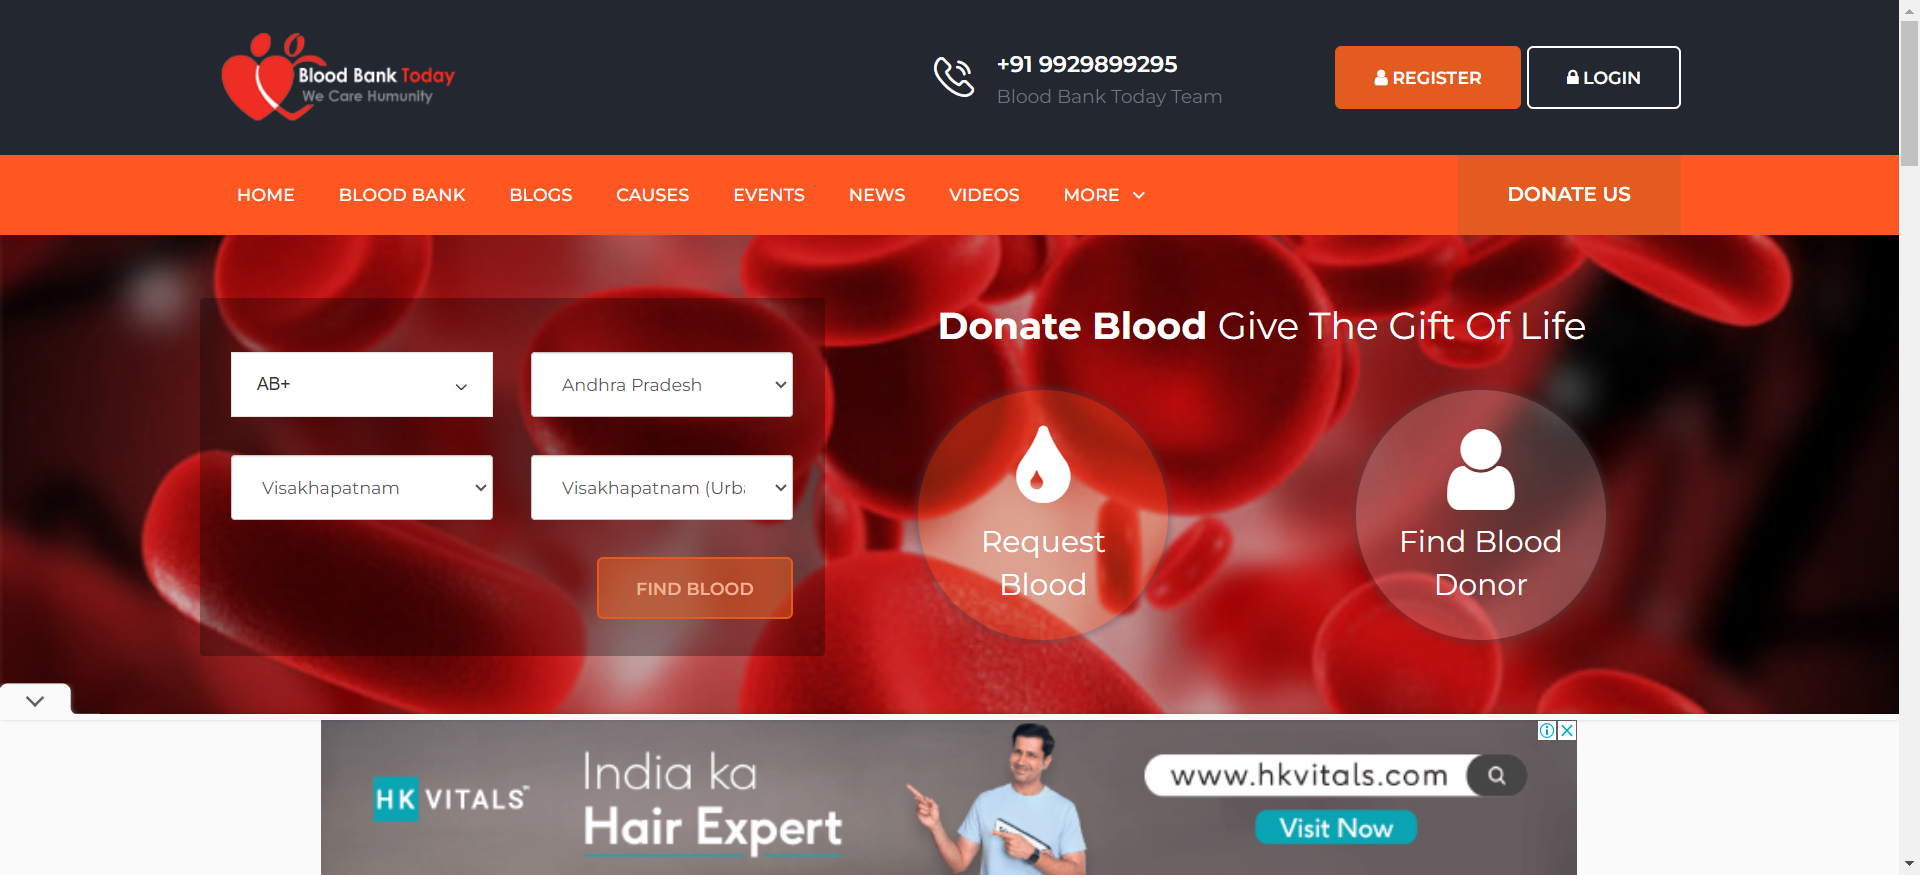 Blood Bank Today
We Care Humunity
+91 9929899295
Blood Bank Today Team
REGISTER
LOGIN
HOME
BLOOD BANK
BLOGS
CAUSES
EVENTS
NEWS
VIDEOS
MORE
DONATE US
AB+
Andhra Pradesh
Visakhapatnam
Visakhapatnam (Urba
FIND BLOOD
Donate Blood Give The Gift Of Life
Request
Blood
Find Blood
Donor
HK VITALS™
India ka
Hair Expert
www.hkvitals.com
Visit Now